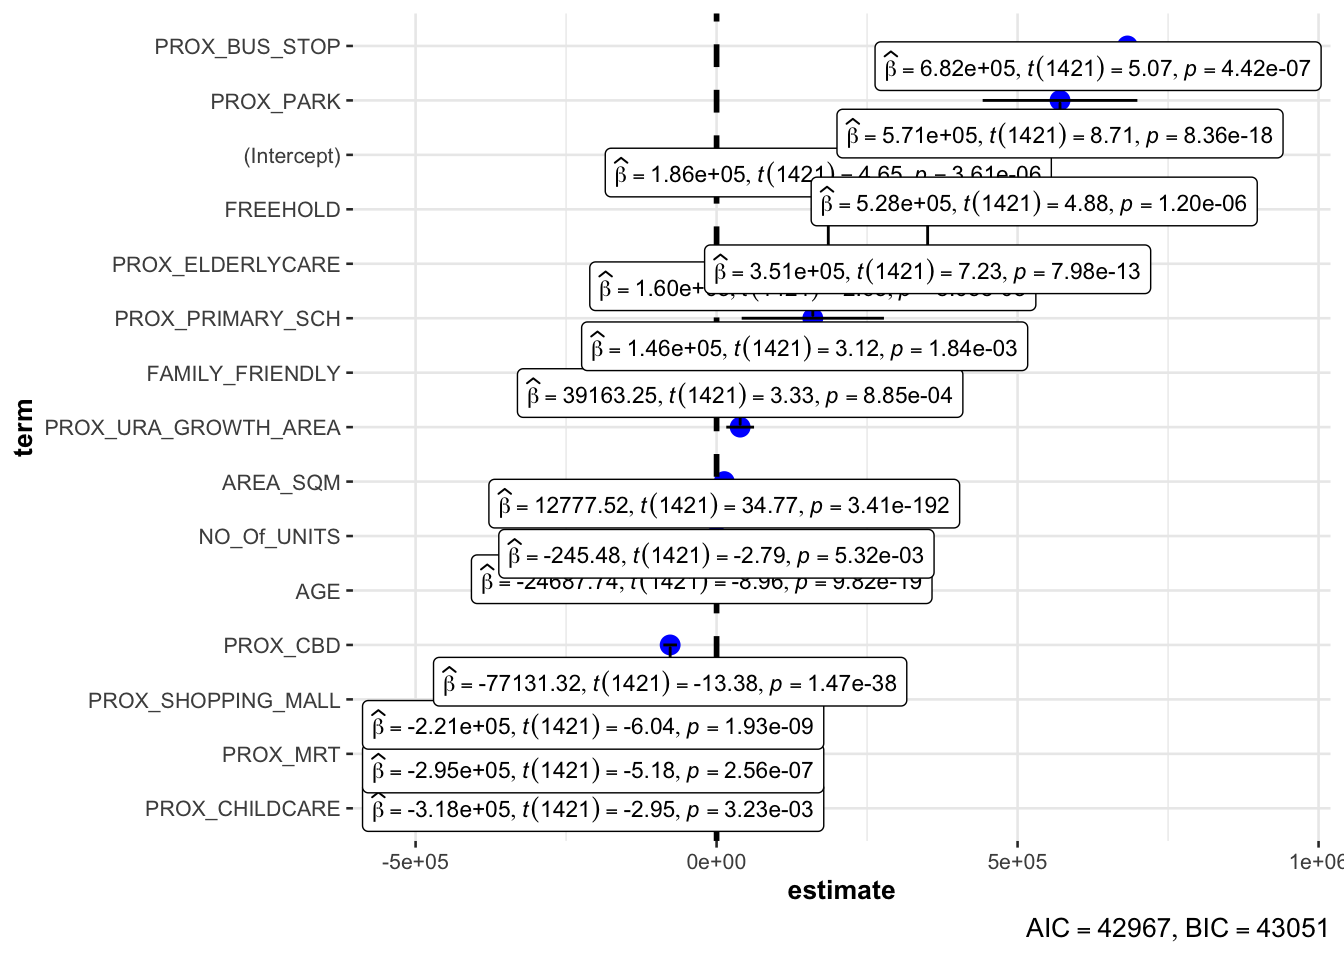 PROX_BUS_STOP
β̂ = 6.82e+05, t(1421) = 5.07, p = 4.42e-07
PROX_PARK
β̂ = 5.71e+05, t(1421) = 8.71, p = 8.36e-18
(Intercept)
β̂ = 1.86e+05, t(1421) = 4.65, p = 3.61e-06
FREEHOLD
β̂ = 5.28e+05, t(1421) = 4.88, p = 1.20e-06
PROX_ELDERLYCARE
β̂ = 3.51e+05, t(1421) = 7.23, p = 7.98e-13
β̂ = 1.60e+
PROX_PRIMARY_SCH
β̂ = 1.46e+05, t(1421) = 3.12, p = 1.84e-03
FAMILY_FRIENDLY
β̂ = 39163.25, t(1421) = 3.33, p = 8.85e-04
PROX_URA_GROWTH_AREA
AREA_SQM
β̂ = 12777.52, t(1421) = 34.77, p = 3.41e-192
NO_Of_UNITS
β̂ = -245.48, t(1421) = -2.79, p = 5.32e-03
AGE
β̂ = -24687.74, t(1421) = -8.96, p = 9.82e-19
PROX_CBD
β̂ = -77131.32, t(1421) = -13.38, p = 1.47e-38
PROX_SHOPPING_MALL
β̂ = -2.21e+05, t(1421) = -6.04, p = 1.93e-09
PROX_MRT
β̂ = -2.95e+05, t(1421) = -5.18, p = 2.56e-07
PROX_CHILDCARE
β̂ = -3.18e+05, t(1421) = -2.95, p = 3.23e-03
term
-5e+05 0e+00 5e+05 1e+06
estimate
AIC = 42967, BIC = 43051